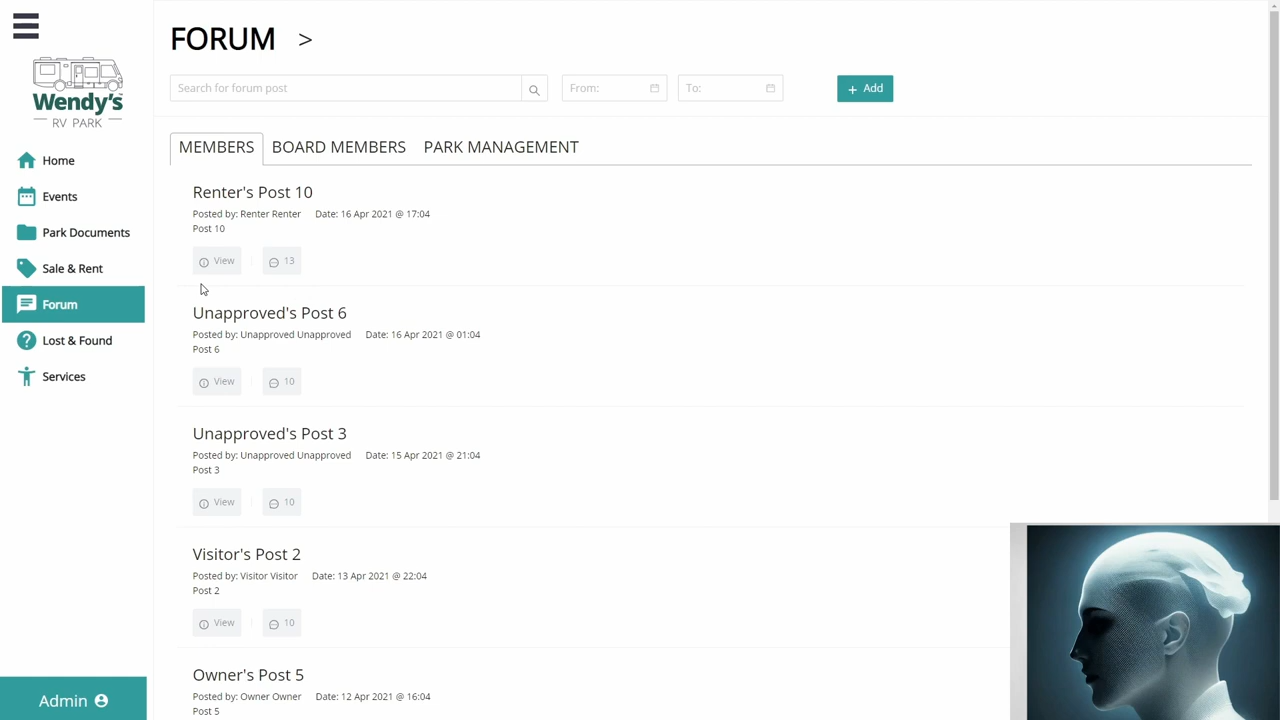 FORUM >
Search for forum post
From:
To:
+ Add
Wendy's
RV PARK
Home
Events
Park Documents
Sale & Rent
Forum
Lost & Found
Services
Admin
MEMBERS BOARD MEMBERS PARK MANAGEMENT
Renter's Post 10
Posted by: Renter Renter Date: 16 Apr 2021 @ 17:04
Post 10
View 13
Unapproved's Post 6
Posted by: Unapproved Unapproved Date: 16 Apr 2021 @ 01:04
Post 6
View 10
Unapproved's Post 3
Posted by: Unapproved Unapproved Date: 15 Apr 2021 @ 21:04
Post 3
View 10
Visitor's Post 2
Posted by: Visitor Visitor Date: 13 Apr 2021 @ 22:04
Post 2
View 10
Owner's Post 5
Posted by: Owner Owner Date: 12 Apr 2021 @ 16:04
Post 5